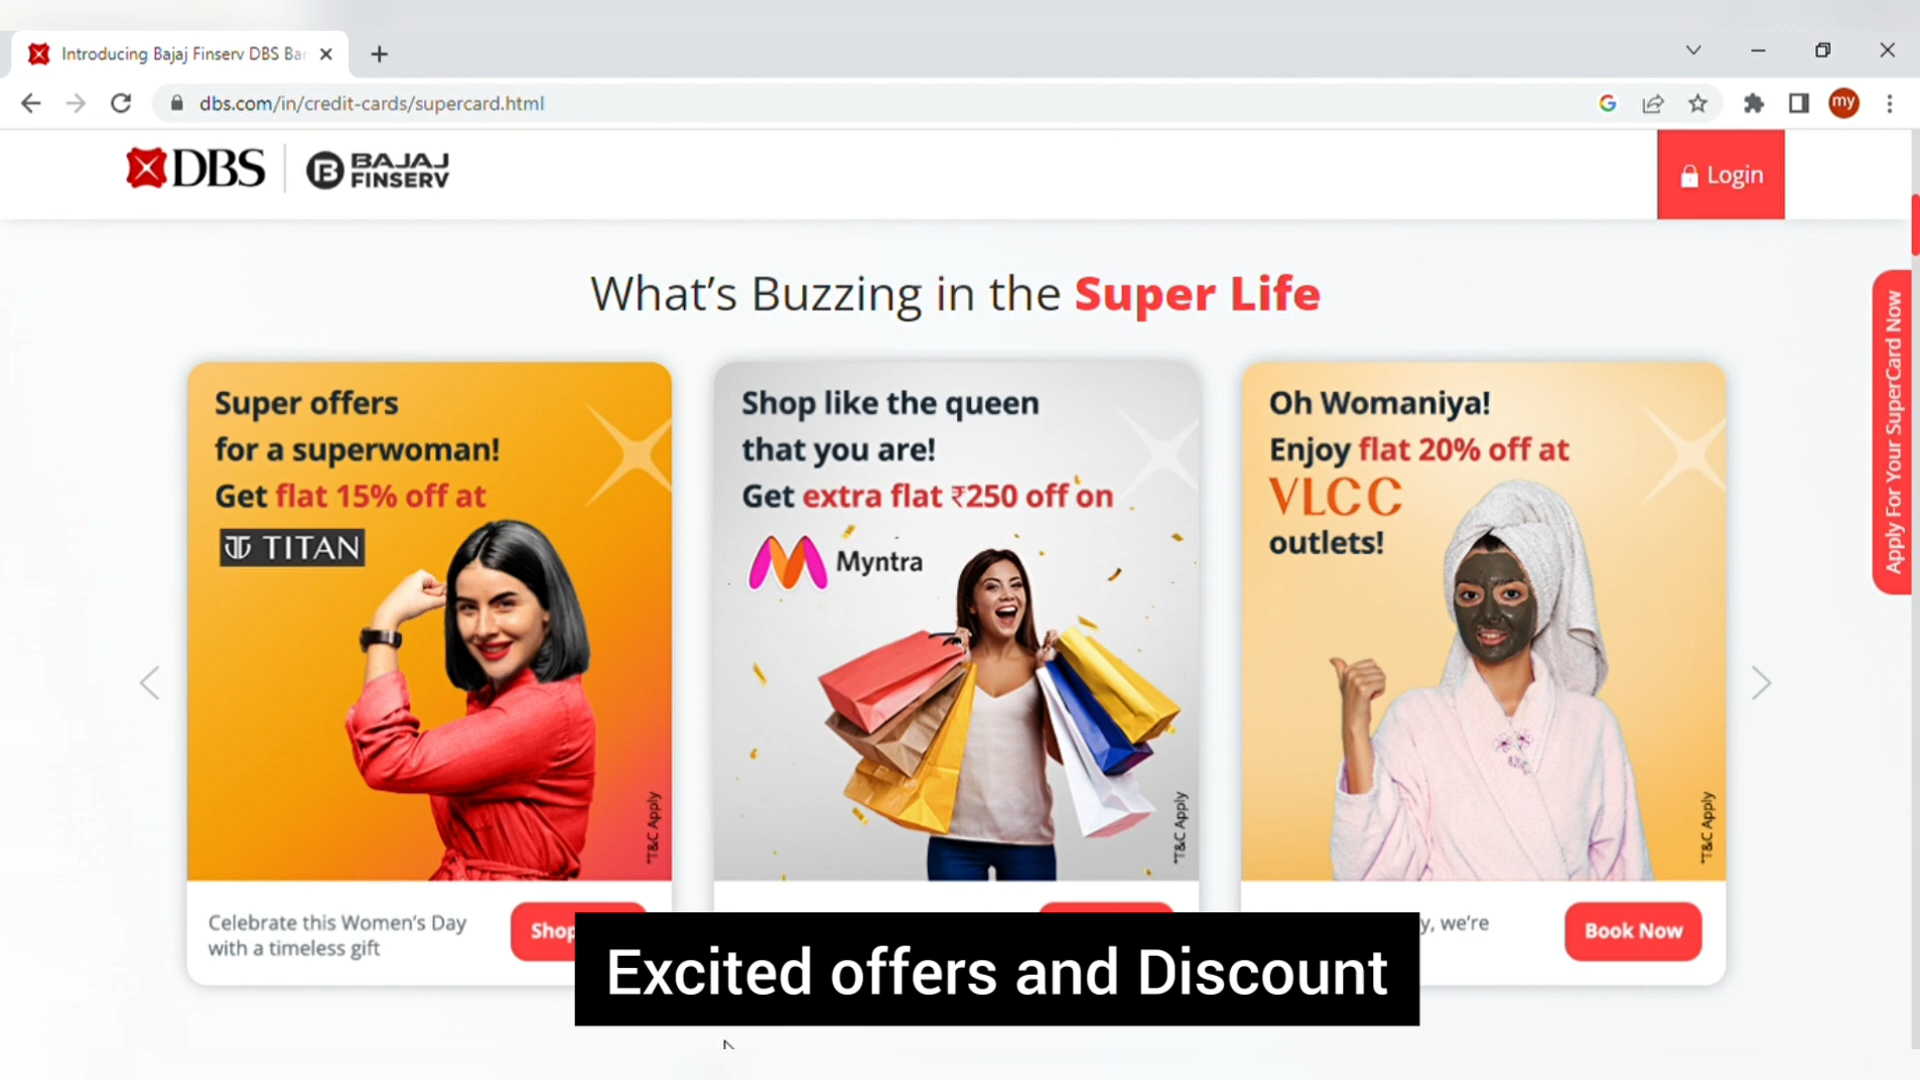 Introducing Bajaj Finserv DBS Ba
dbs.com/in/credit-cards/supercard.html
my
DBS
BAJAJ
FINSERV
Login
What's Buzzing in the Super Life
Super offers
for a superwoman!
Get flat 15% off at
TITAN
*T&C Apply
Celebrate this Women's Day
with a timeless gift
Shop
Shop like the queen
that you are!
Get extra flat ₹250 off on
Myntra
*T&C Apply
Oh Womaniya!
Enjoy flat 20% off at
VLCC
outlets!
*T&C Apply
y, we're
Book Now
Apply For Your SuperCard Now
Excited offers and Discount